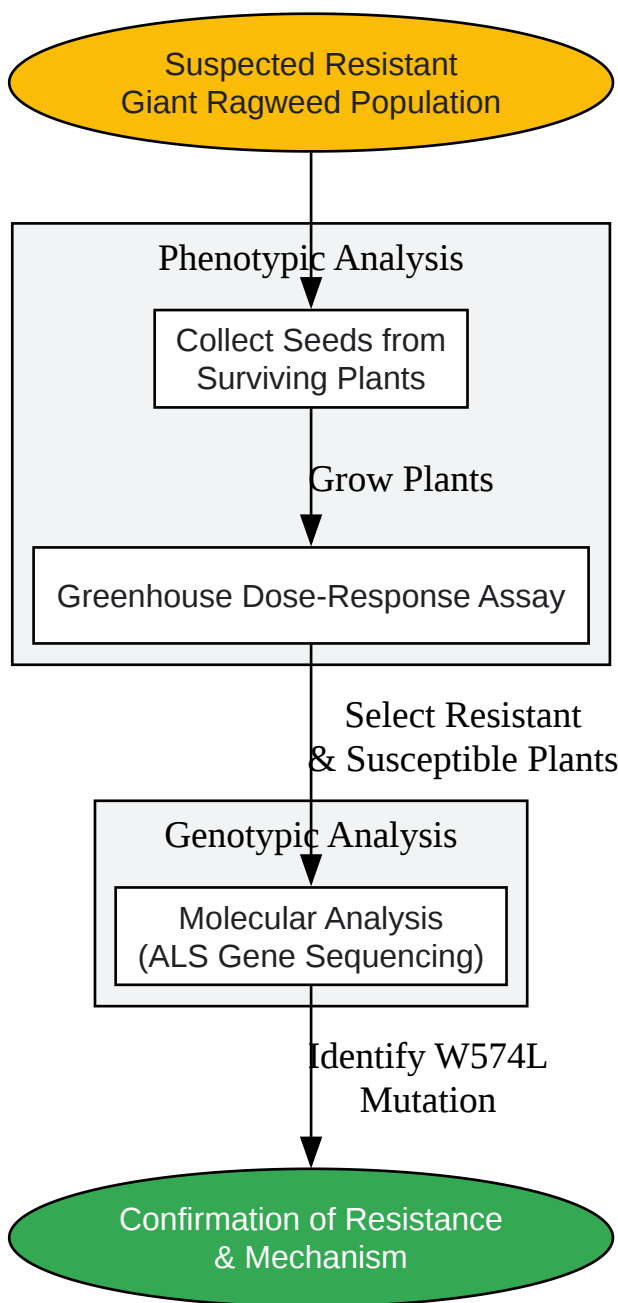 Suspected Resistant
Giant Ragweed Population
Phenotypic Analysis
Collect Seeds from
Surviving Plants
Grow Plants
Greenhouse Dose-Response Assay
Select Resistant
& Susceptible Plants
Genotypic Analysis
Molecular Analysis
(ALS Gene Sequencing)
Identify W574L
Mutation
Confirmation of Resistance
& Mechanism